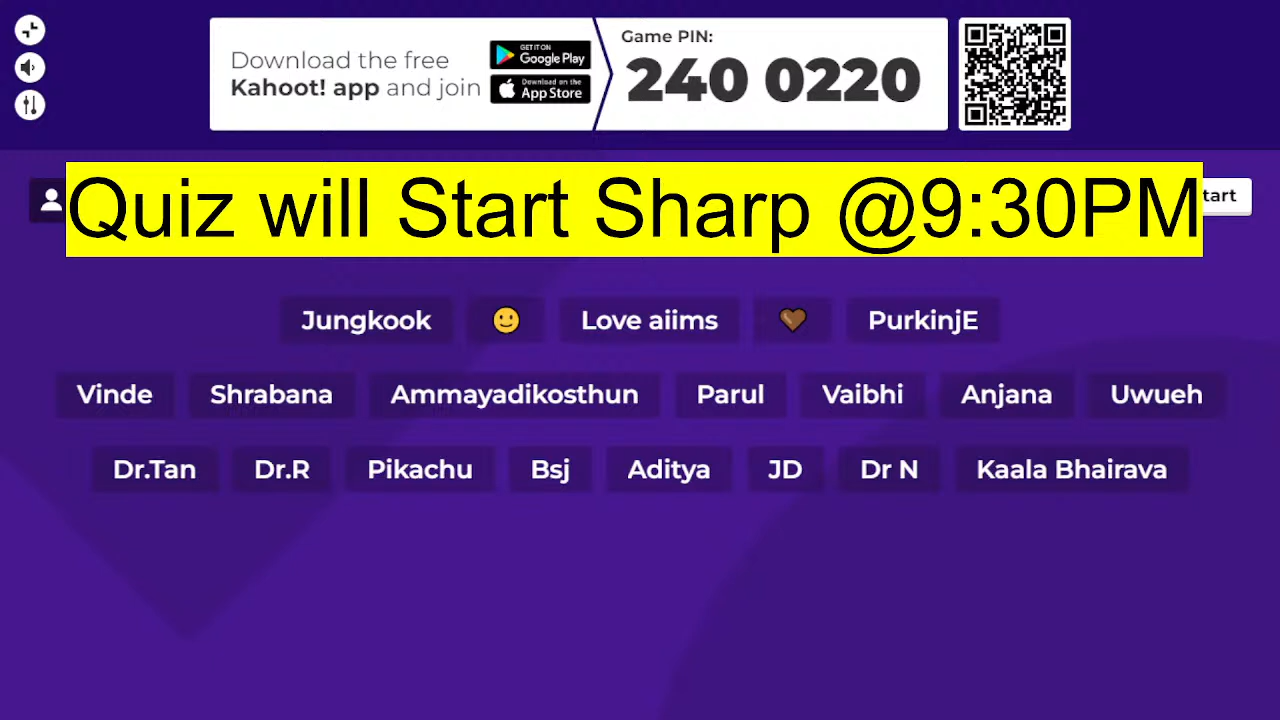 Download the free
Kahoot! app and join
GET IT ON
Google Play
Download on the
App Store
Game PIN:
240 0220
Quiz will Start Sharp @9:30PM
tart
Jungkook 🙂 Love aiims 🤎 PurkinjE
Vinde Shrabana Ammayadikosthun Parul Vaibhi Anjana Uwueh
Dr.Tan Dr.R Pikachu Bsj Aditya JD Dr N Kaala Bhairava